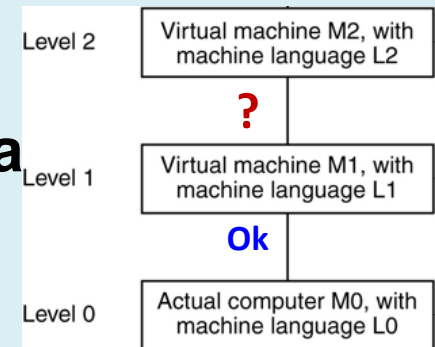 Level 2
Virtual machine M2, with
machine language L2
?
a
Level 1
Virtual machine M1, with
machine language L1
Ok
Level 0
Actual computer M0, with
machine language L0